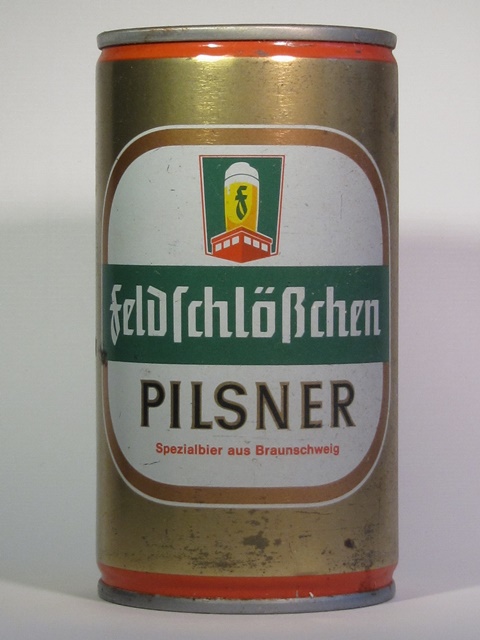 F
Feldschlößchen
PILSNER
Spezialbier aus Braunschweig